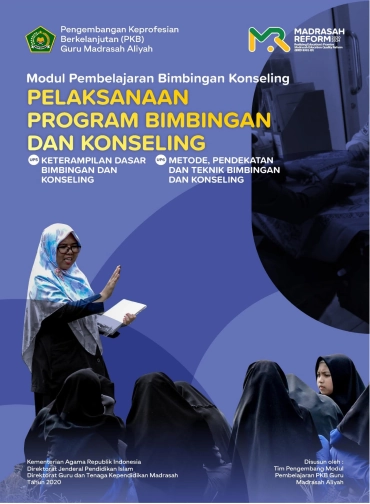 Pengembangan Keprofesian
Berkelanjutan (PKB)
Guru Madrasah Aliyah
MADRASAH
REFORM
Modul Pembelajaran Bimbingan Konseling
PELAKSANAAN
PROGRAM BIMBINGAN
DAN KONSELING
UP5 KETERAMPILAN DASAR
BIMBINGAN DAN
KONSELING
METODE, PENDEKATAN
DAN TEKNIK BIMBINGAN
DAN KONSELING
Kementerian Agama Republik Indonesia
Direktorat Jenderal Pendidikan Islam
Direktorat Guru dan Tenaga Kependidikan Madrasah
Tahun 2020
Disusun oleh :
Tim Pengembang Modul
Pembelajaran PKB Guru
Madrasah Aliyah